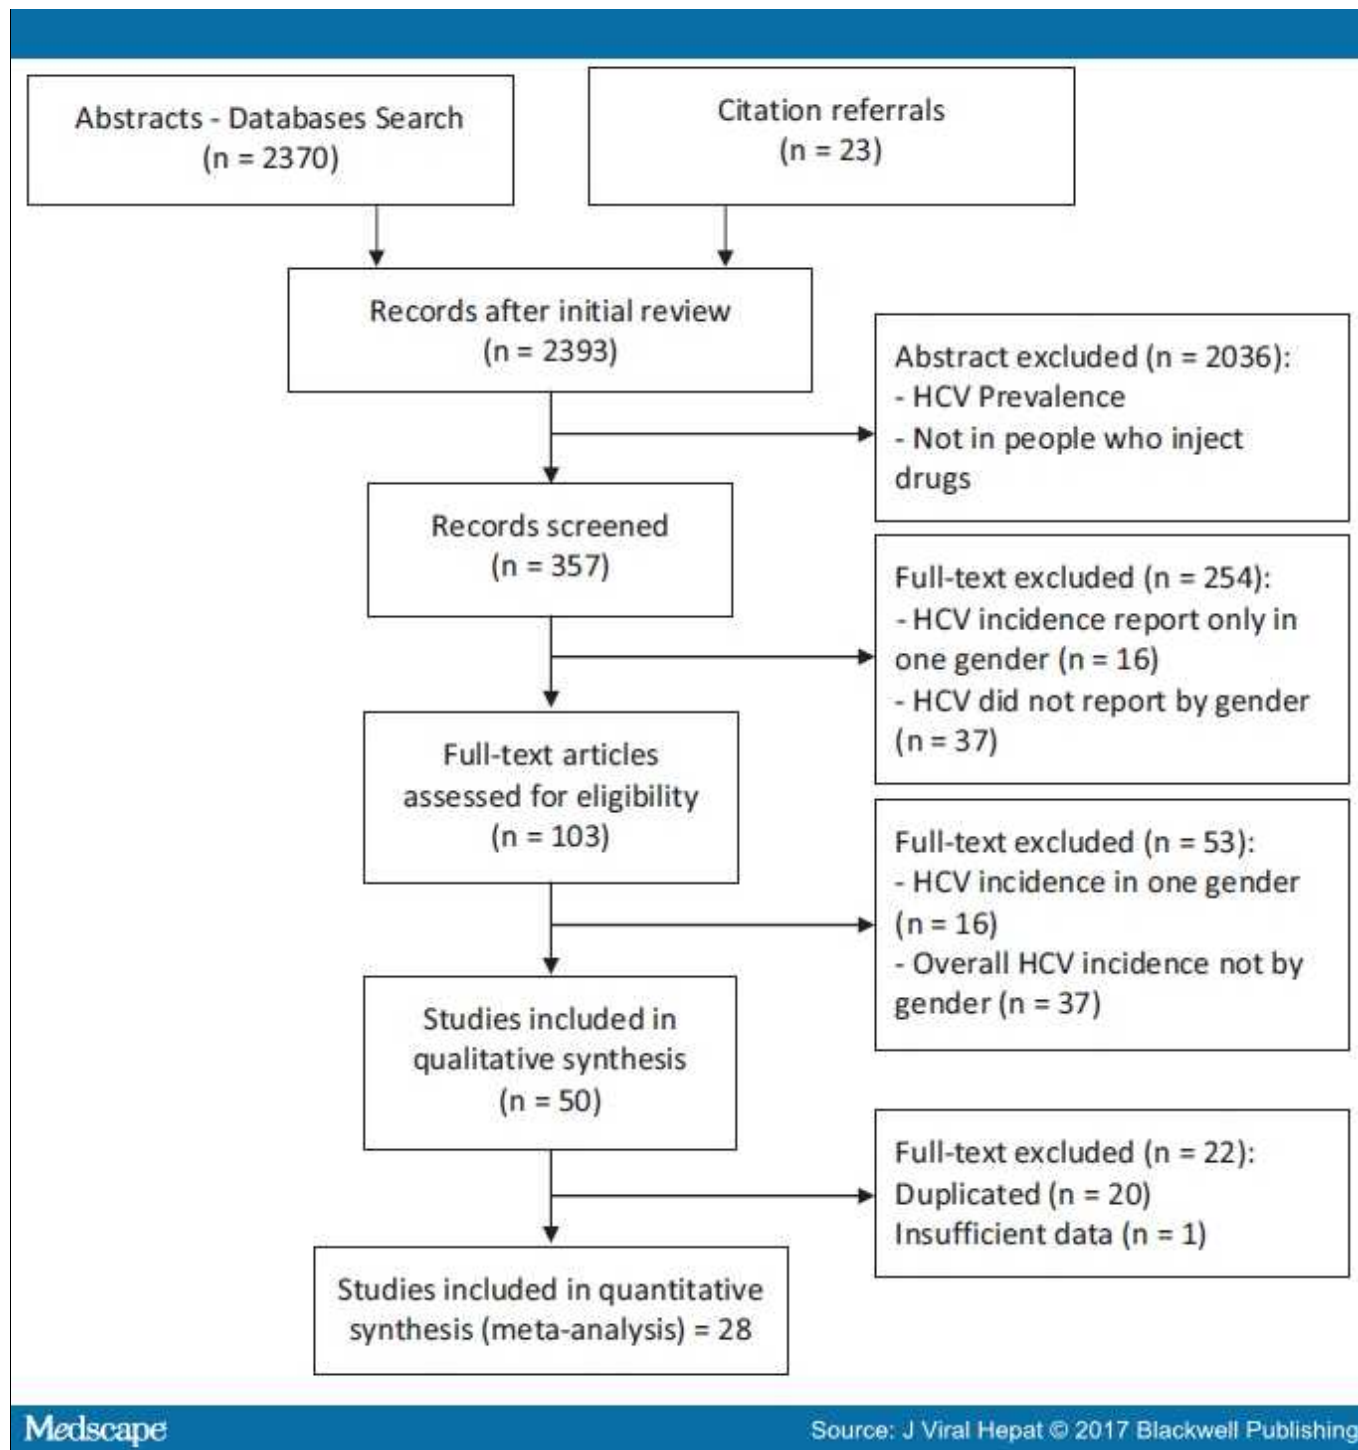 Abstracts - Databases Search
(n = 2370)
Citation referrals
(n = 23)
Records after initial review
(n = 2393)
Abstract excluded (n = 2036):
- HCV Prevalence
- Not in people who inject
drugs
Records screened
(n = 357)
Full-text excluded (n = 254):
- HCV incidence report only in
one gender (n = 16)
- HCV did not report by gender
(n = 37)
Full-text articles
assessed for eligibility
(n = 103)
Full-text excluded (n = 53):
- HCV incidence in one gender
(n = 16)
- Overall HCV incidence not by
gender (n = 37)
Studies included in
qualitative synthesis
(n = 50)
Full-text excluded (n = 22):
Duplicated (n = 20)
Insufficient data (n = 1)
Studies included in quantitative
synthesis (meta-analysis) = 28
Medscape
Source: J Viral Hepat © 2017 Blackwell Publishing